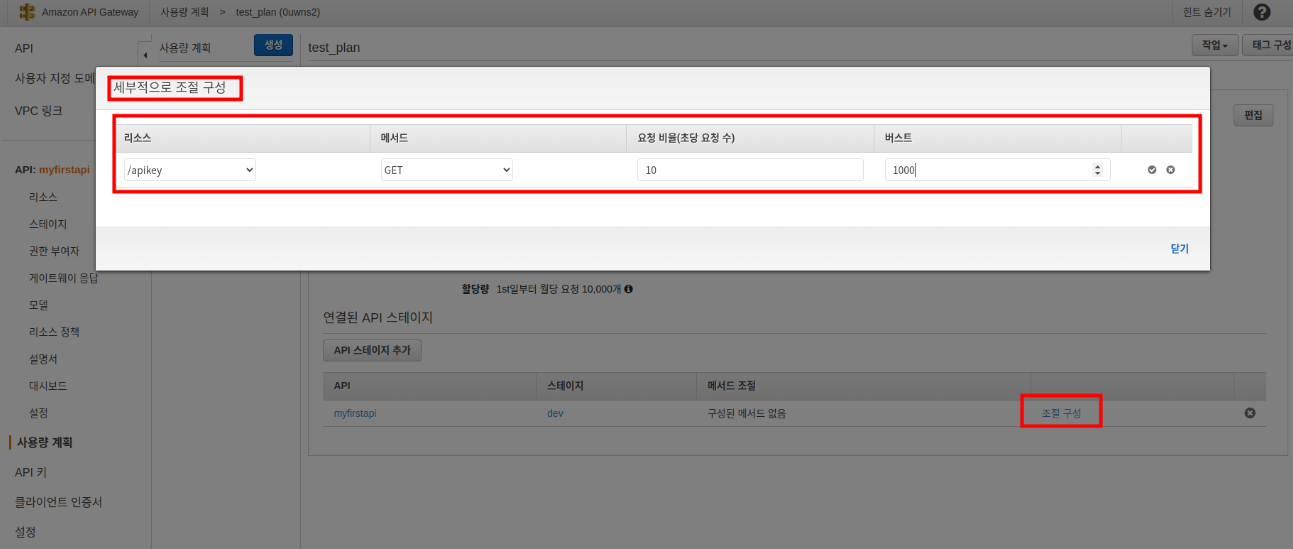 Amazon API Gateway 사용량 계획 > test_plan (0uwns2) 힌트 숨기기 ?
API
사용자 지정 도메
VPC 링크
API: myfirstapi
리소스
스테이지
권한 부여자
게이트웨이 응답
모델
리소스 정책
설명서
대시보드
설정
사용량 계획
API 키
클라이언트 인증서
설정
사용량 계획 생성
test_plan 작업 태그 구성
편집
세부적으로 조절 구성
리소스 메서드 요청 비율(초당 요청 수) 버스트
/apikey GET 10 1000
닫기
할당량 1st일부터 월당 요청 10,000개
연결된 API 스테이지
API 스테이지 추가
API 스테이지 메서드 조절
myfirstapi dev 구성된 메서드 없음 조절 구성